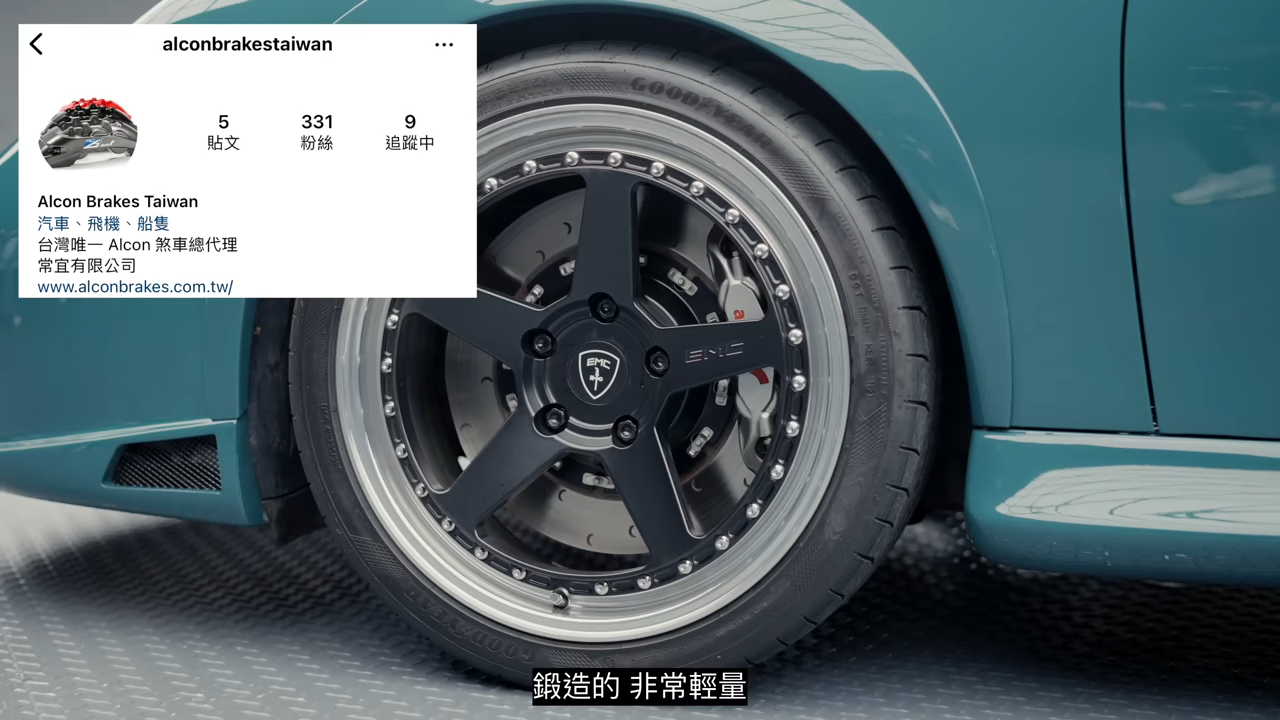 alconbrakestaiwan
5 331 9
貼文 粉絲 追蹤中
Alcon Brakes Taiwan
汽車、飛機、船隻
台灣唯一 Alcon 煞車總代理
常宜有限公司
www.alconbrakes.com.tw/
GOODYEAR
EMC
EMC
GOODYEAR
鍛造的 非常輕量